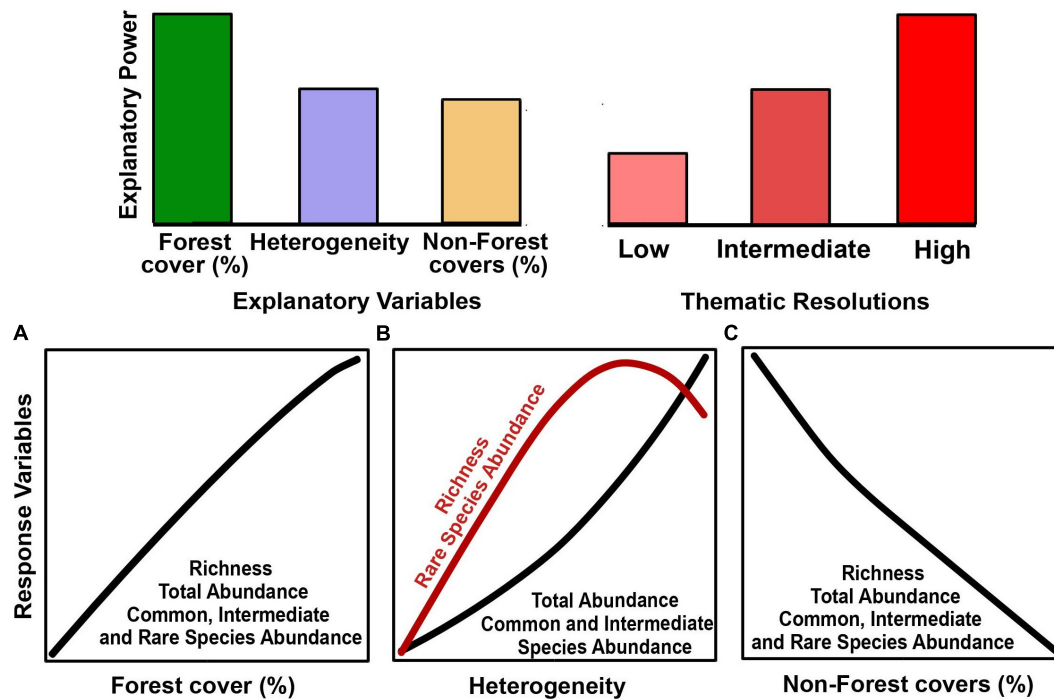 Explanatory Power
Forest
cover (%)
Heterogeneity
Non-Forest
covers (%)
Explanatory Variables
Low
Intermediate
High
Thematic Resolutions
A
B
C
Response Variables
Richness
Total Abundance
Common, Intermediate
and Rare Species Abundance
Forest cover (%)
Richness
Rare Species Abundance
Total Abundance
Common and Intermediate
Species Abundance
Heterogeneity
Richness
Total Abundance
Common, Intermediate
and Rare Species Abundance
Non-Forest covers (%)